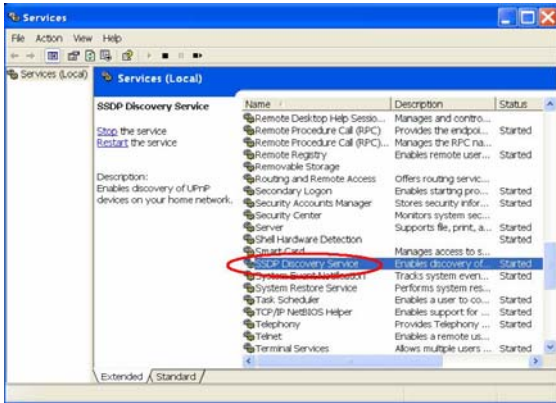 Services
File Action View Help
Services (Local)
Services (Local)
SSDP Discovery Service
Stop the service
Restart the service
Description:
Enables discovery of UPnP
devices on your home network.
Name Description Status
Remote Desktop Help Sessio... Manages and contro...
Remote Procedure Call (RPC) Provides the endpoi... Started
Remote Procedure Call (RPC)... Manages the RPC na...
Remote Registry Enables remote user... Started
Removable Storage
Routing and Remote Access Offers routing servic...
Secondary Logon Enables starting pro... Started
Security Accounts Manager Stores security infor... Started
Security Center Monitors system sec...
Server Supports file, print, a... Started
Shell Hardware Detection Started
Smart Card Manages access to s...
SSDP Discovery Service Enables discovery of... Started
System Event Notification Tracks system even... Started
System Restore Service Performs system res...
Task Scheduler Enables a user to co... Started
TCP/IP NetBIOS Helper Enables support for ... Started
Telephony Provides Telephony ... Started
Telnet Enables a remote us...
Terminal Services Allows multiple users ... Started
Extended Standard